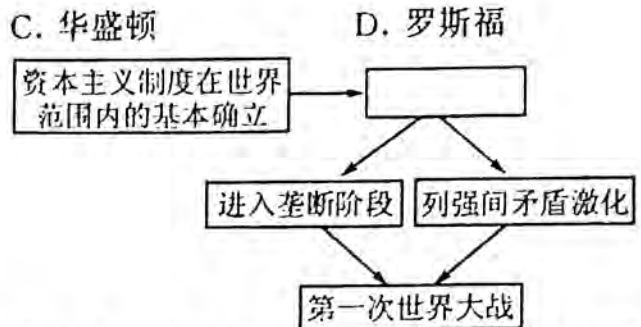 C. 华盛顿 D. 罗斯福
资本主义制度在世界
范围内的基本确立
进入垄断阶段 列强间矛盾激化
第一次世界大战